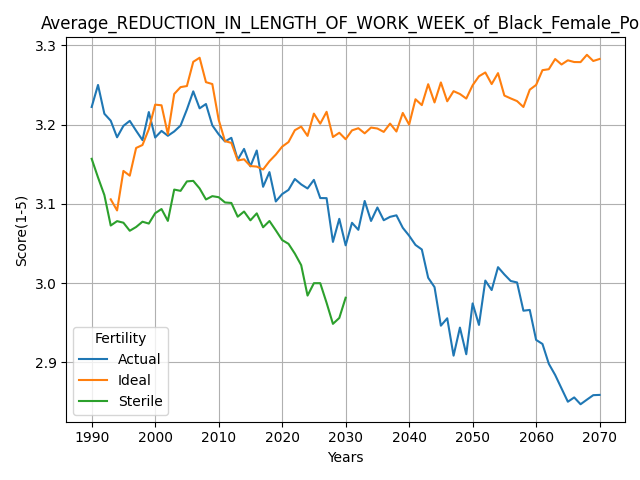 Average_REDUCTION_IN_LENGTH_OF_WORK_WEEK_of_Black_Female_Po
3.3
3.2
3.1
3.0
2.9
Score(1-5)
Fertility
Actual
Ideal
Sterile
1990 2000 2010 2020 2030 2040 2050 2060 2070
Years